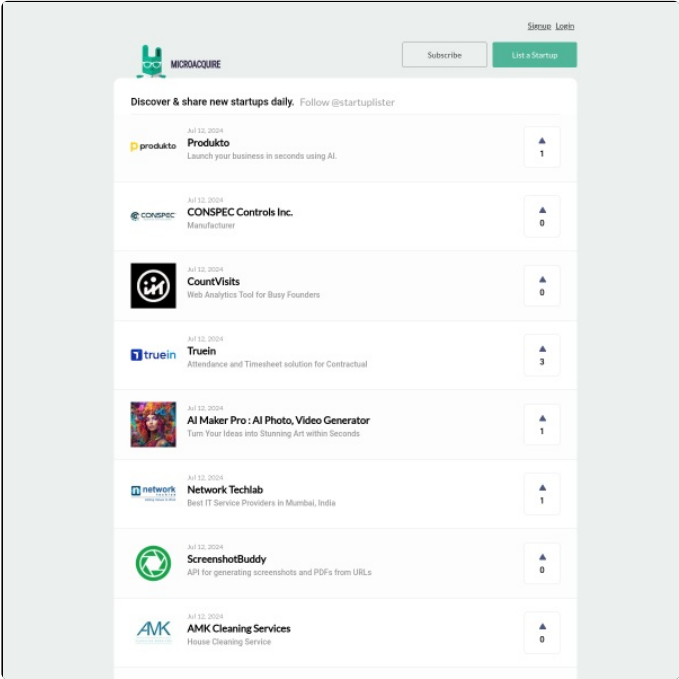 Signup Login
MICROACQUIRE
Subscribe
List a Startup
Discover & share new startups daily. Follow @startuplister
Jul 12, 2024
produkto
Produkto
Launch your business in seconds using AI.
1
Jul 12, 2024
CONSPEC
CONSPEC Controls Inc.
Manufacturer
0
Jul 12, 2024
CountVisits
Web Analytics Tool for Busy Founders
0
Jul 12, 2024
truein
Truein
Attendance and Timesheet solution for Contractual
3
Jul 12, 2024
AI Maker Pro : AI Photo, Video Generator
Turn Your Ideas into Stunning Art within Seconds
1
Jul 12, 2024
network
Network Techlab
Best IT Service Providers in Mumbai, India
1
Jul 12, 2024
ScreenshotBuddy
API for generating screenshots and PDFs from URLs
0
Jul 12, 2024
AMK
AMK Cleaning Services
House Cleaning Service
0